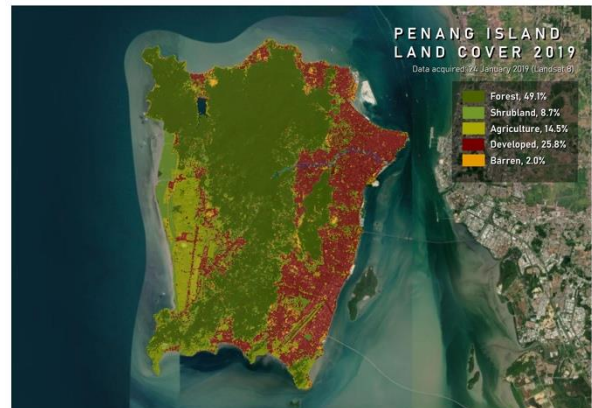 PENANG ISLAND
LAND COVER 2019
Data acquired: 24 January 2019 (Landsat 8)
Forest, 49.1%
Shrubland, 8.7%
Agriculture, 14.5%
Developed, 25.8%
Barren, 2.0%